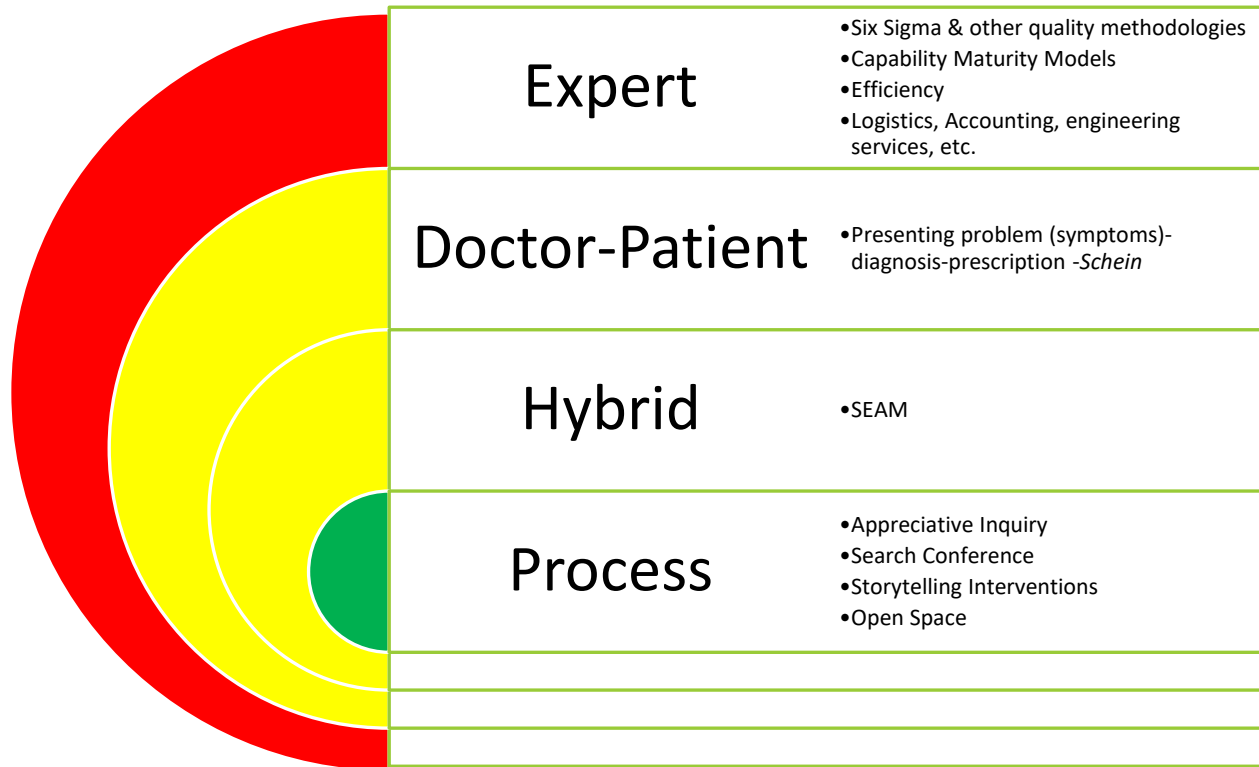 Expert
•Six Sigma & other quality methodologies
•Capability Maturity Models
•Efficiency
•Logistics, Accounting, engineering
services, etc.
Doctor-Patient
•Presenting problem (symptoms)-
diagnosis-prescription -Schein
Hybrid
•SEAM
Process
•Appreciative Inquiry
•Search Conference
•Storytelling Interventions
•Open Space